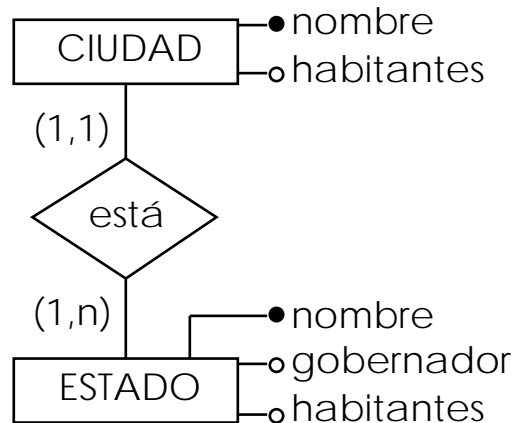 nombre
CIUDAD
habitantes
(1,1)
está
(1,n)
nombre
gobernador
ESTADO
habitantes